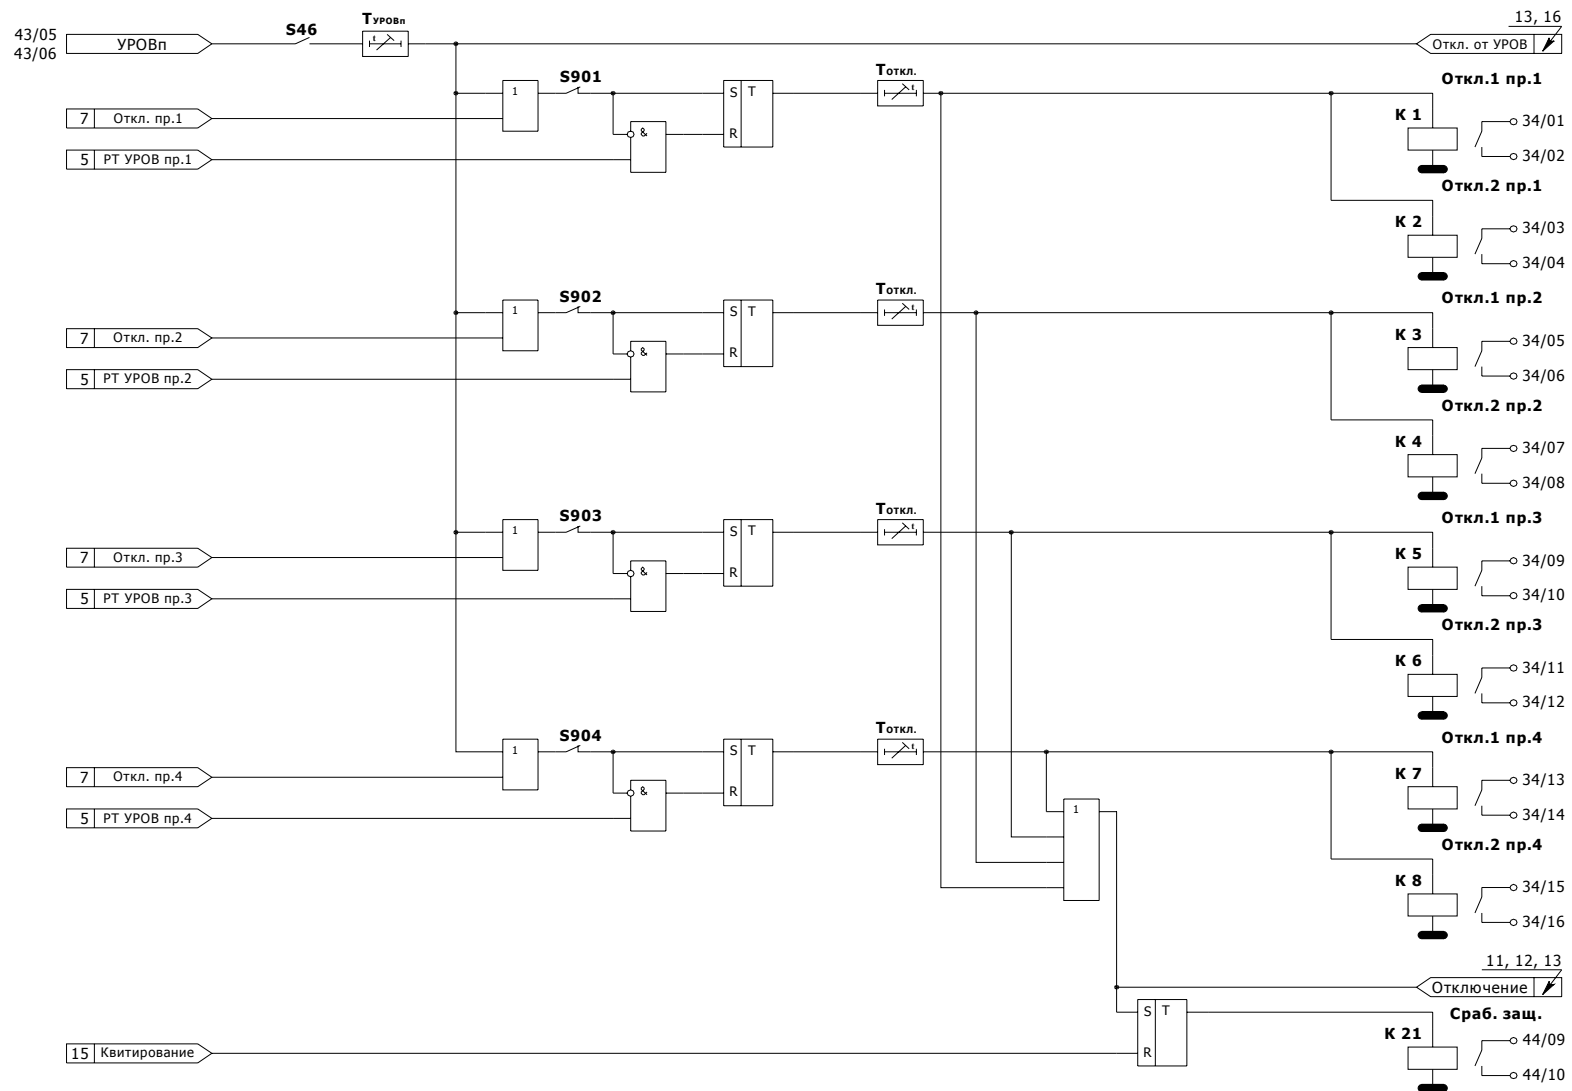 43/05
43/06
УРОВп
S46
TУРОВп
t
13, 16
Откл. от УРОВ
1
S901
S T
R
&
Tоткл.
t
7 Откл. пр.1
5 РТ УРОВ пр.1
Откл.1 пр.1
К 1
34/01
34/02
Откл.2 пр.1
К 2
34/03
34/04
1
S902
S T
R
&
Tоткл.
t
7 Откл. пр.2
5 РТ УРОВ пр.2
Откл.1 пр.2
К 3
34/05
34/06
Откл.2 пр.2
К 4
34/07
34/08
1
S903
S T
R
&
Tоткл.
t
7 Откл. пр.3
5 РТ УРОВ пр.3
Откл.1 пр.3
К 5
34/09
34/10
Откл.2 пр.3
К 6
34/11
34/12
1
S904
S T
R
&
Tоткл.
t
7 Откл. пр.4
5 РТ УРОВ пр.4
Откл.1 пр.4
К 7
34/13
34/14
Откл.2 пр.4
К 8
34/15
34/16
1
11, 12, 13
Отключение
S T
R
15 Квитирование
Сраб. защ.
К 21
44/09
44/10